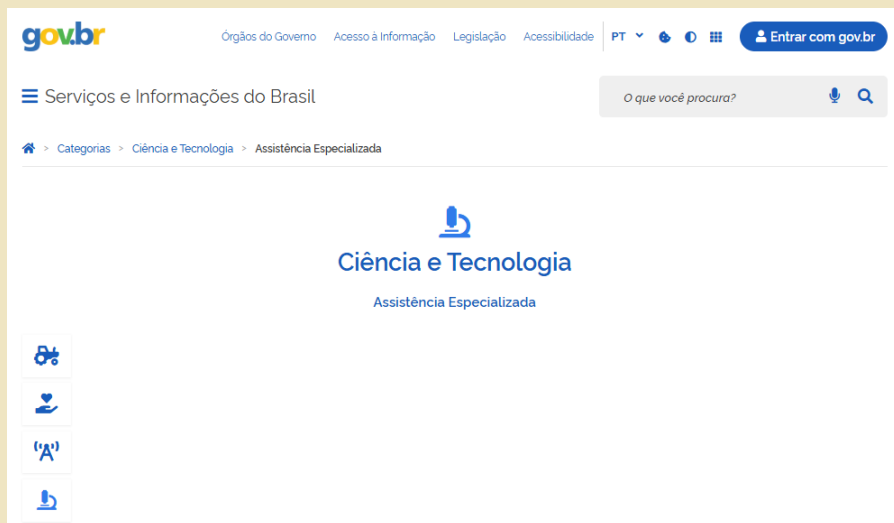 gov.br
Órgãos do Governo Acesso à Informação Legislação Acessibilidade PT Entrar com gov.br
Serviços e Informações do Brasil
O que você procura?
> Categorias > Ciência e Tecnologia > Assistência Especializada
Ciência e Tecnologia
Assistência Especializada